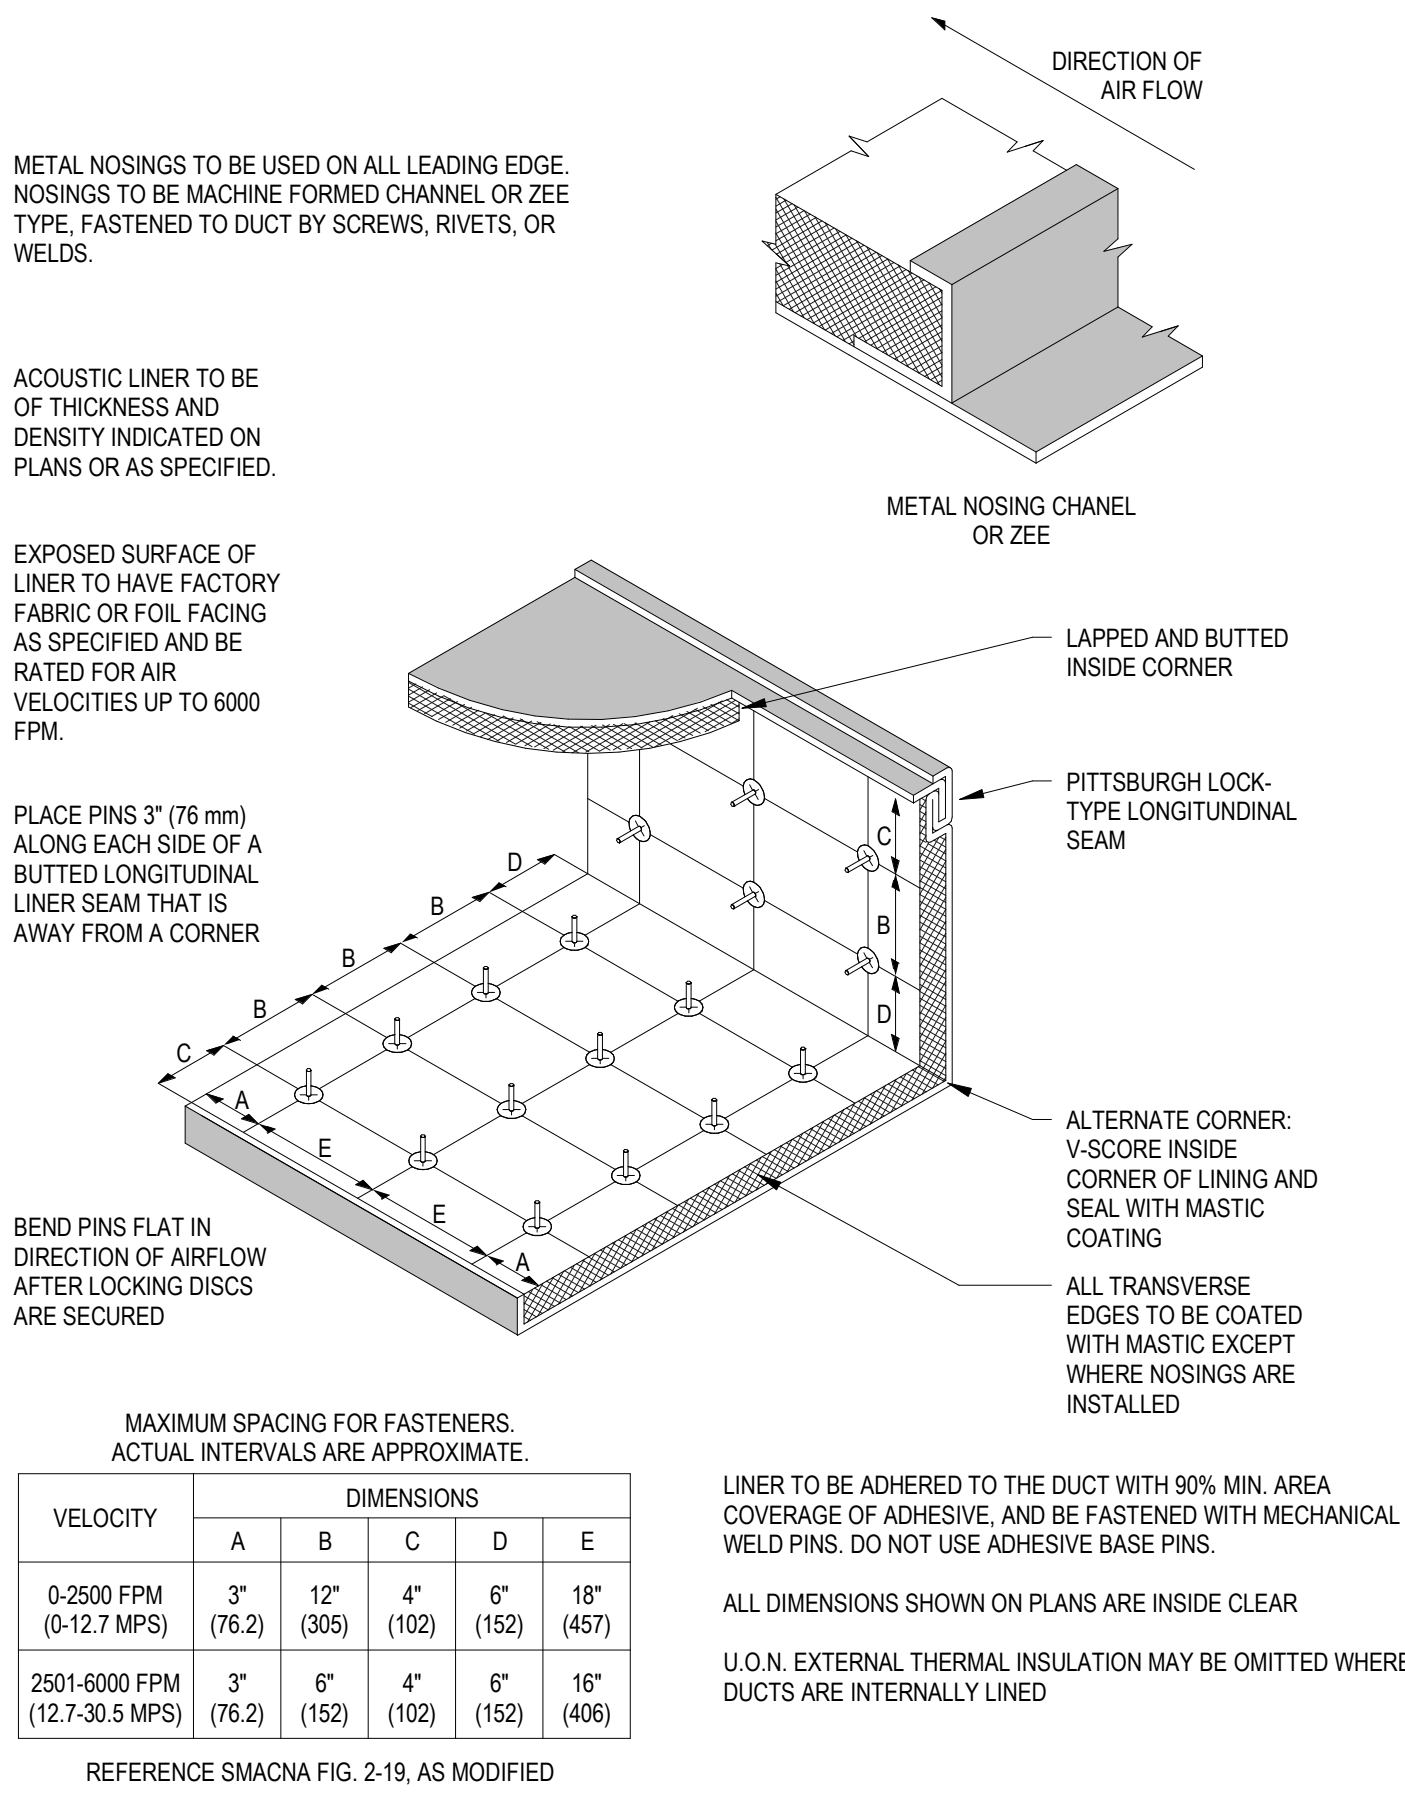 DIRECTION OF
AIR FLOW
METAL NOSINGS TO BE USED ON ALL LEADING EDGE.
NOSINGS TO BE MACHINE FORMED CHANNEL OR ZEE
TYPE, FASTENED TO DUCT BY SCREWS, RIVETS, OR
WELDS.
ACOUSTIC LINER TO BE
OF THICKNESS AND
DENSITY INDICATED ON
PLANS OR AS SPECIFIED.
METAL NOSING CHANEL
OR ZEE
EXPOSED SURFACE OF
LINER TO HAVE FACTORY
FABRIC OR FOIL FACING
AS SPECIFIED AND BE
RATED FOR AIR
VELOCITIES UP TO 6000
FPM.
LAPPED AND BUTTED
INSIDE CORNER
PITTSBURGH LOCK-
TYPE LONGITUNDINAL
SEAM
PLACE PINS 3" (76 mm)
ALONG EACH SIDE OF A
BUTTED LONGITUDINAL
LINER SEAM THAT IS
AWAY FROM A CORNER
C
B
D
D
B
B
B
C
A
E
E
A
ALTERNATE CORNER:
V-SCORE INSIDE
CORNER OF LINING AND
SEAL WITH MASTIC
COATING
BEND PINS FLAT IN
DIRECTION OF AIRFLOW
AFTER LOCKING DISCS
ARE SECURED
ALL TRANSVERSE
EDGES TO BE COATED
WITH MASTIC EXCEPT
WHERE NOSINGS ARE
INSTALLED
MAXIMUM SPACING FOR FASTENERS.
ACTUAL INTERVALS ARE APPROXIMATE.
VELOCITY DIMENSIONS
A B C D E
0-2500 FPM 3" 12" 4" 6" 18"
(0-12.7 MPS) (76.2) (305) (102) (152) (457)
2501-6000 FPM 3" 6" 4" 6" 16"
(12.7-30.5 MPS) (76.2) (152) (102) (152) (406)
REFERENCE SMACNA FIG. 2-19, AS MODIFIED
LINER TO BE ADHERED TO THE DUCT WITH 90% MIN. AREA
COVERAGE OF ADHESIVE, AND BE FASTENED WITH MECHANICAL
WELD PINS. DO NOT USE ADHESIVE BASE PINS.
ALL DIMENSIONS SHOWN ON PLANS ARE INSIDE CLEAR
U.O.N. EXTERNAL THERMAL INSULATION MAY BE OMITTED WHERE
DUCTS ARE INTERNALLY LINED